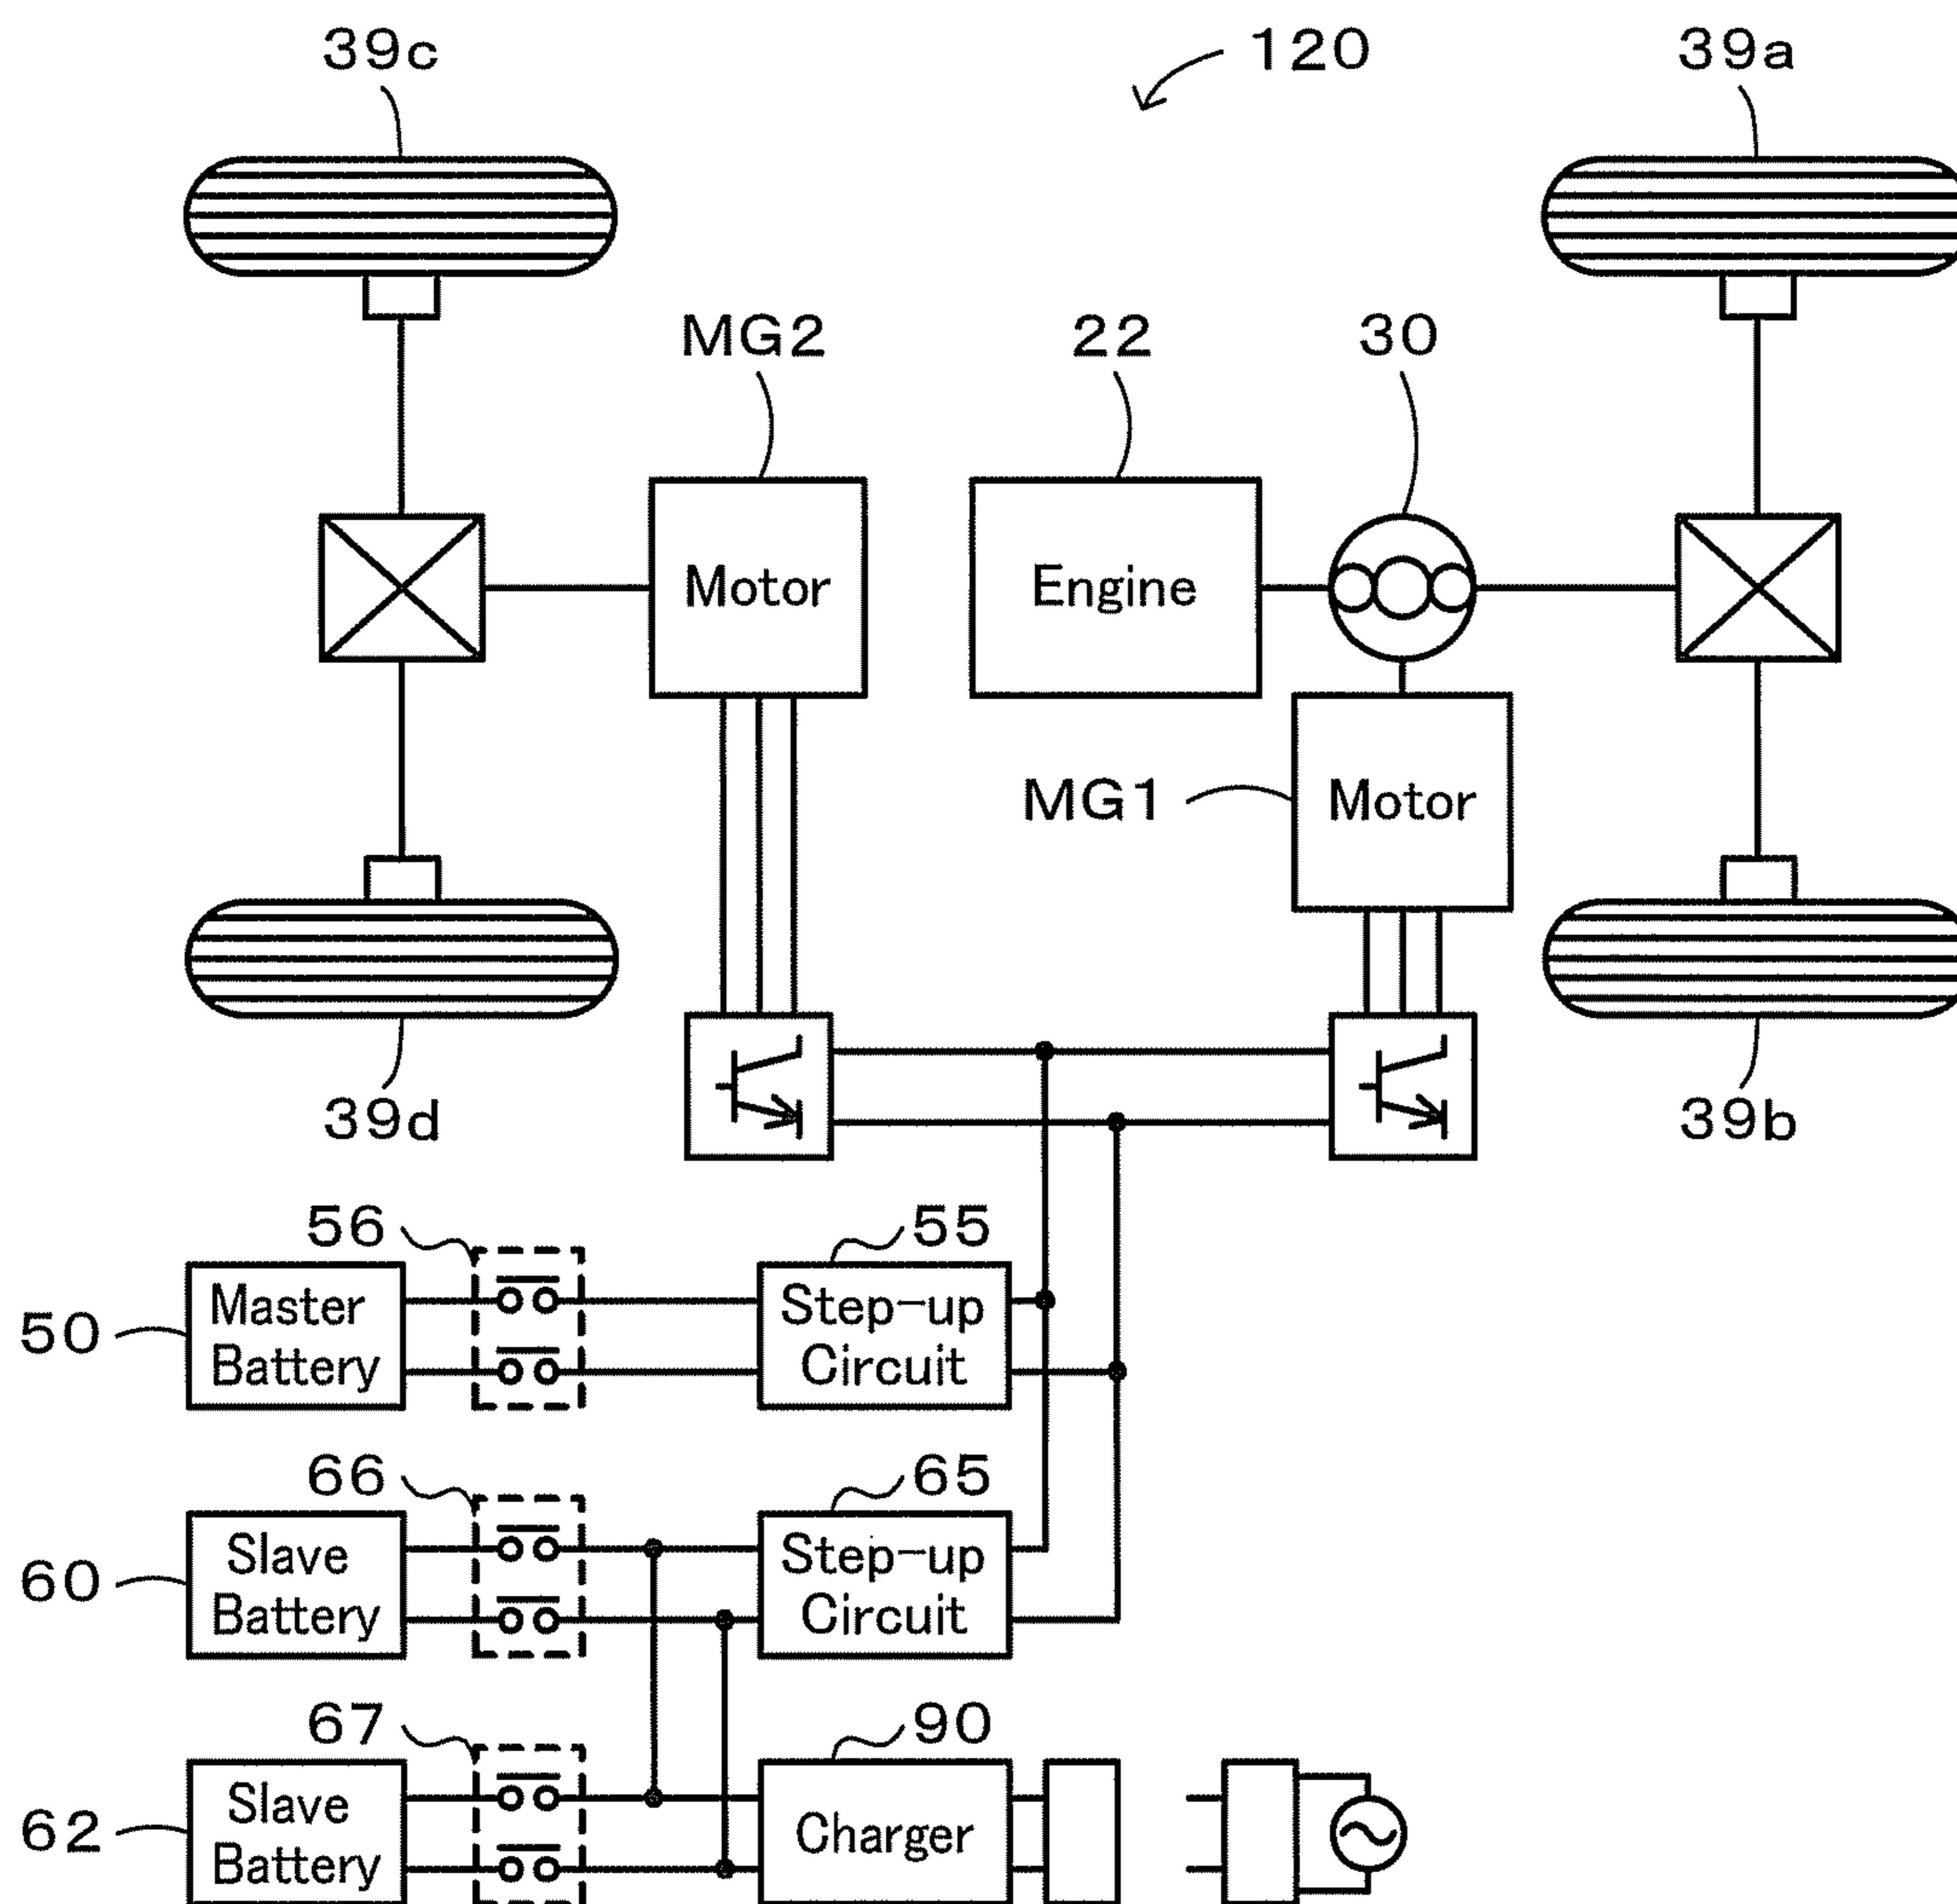 39c
120
39a
MG2
22
30
Motor
Engine
MG1
Motor
39d
39b
56
55
50
Master
Battery
Step-up
Circuit
66
65
60
Slave
Battery
Step-up
Circuit
67
90
62
Slave
Battery
Charger